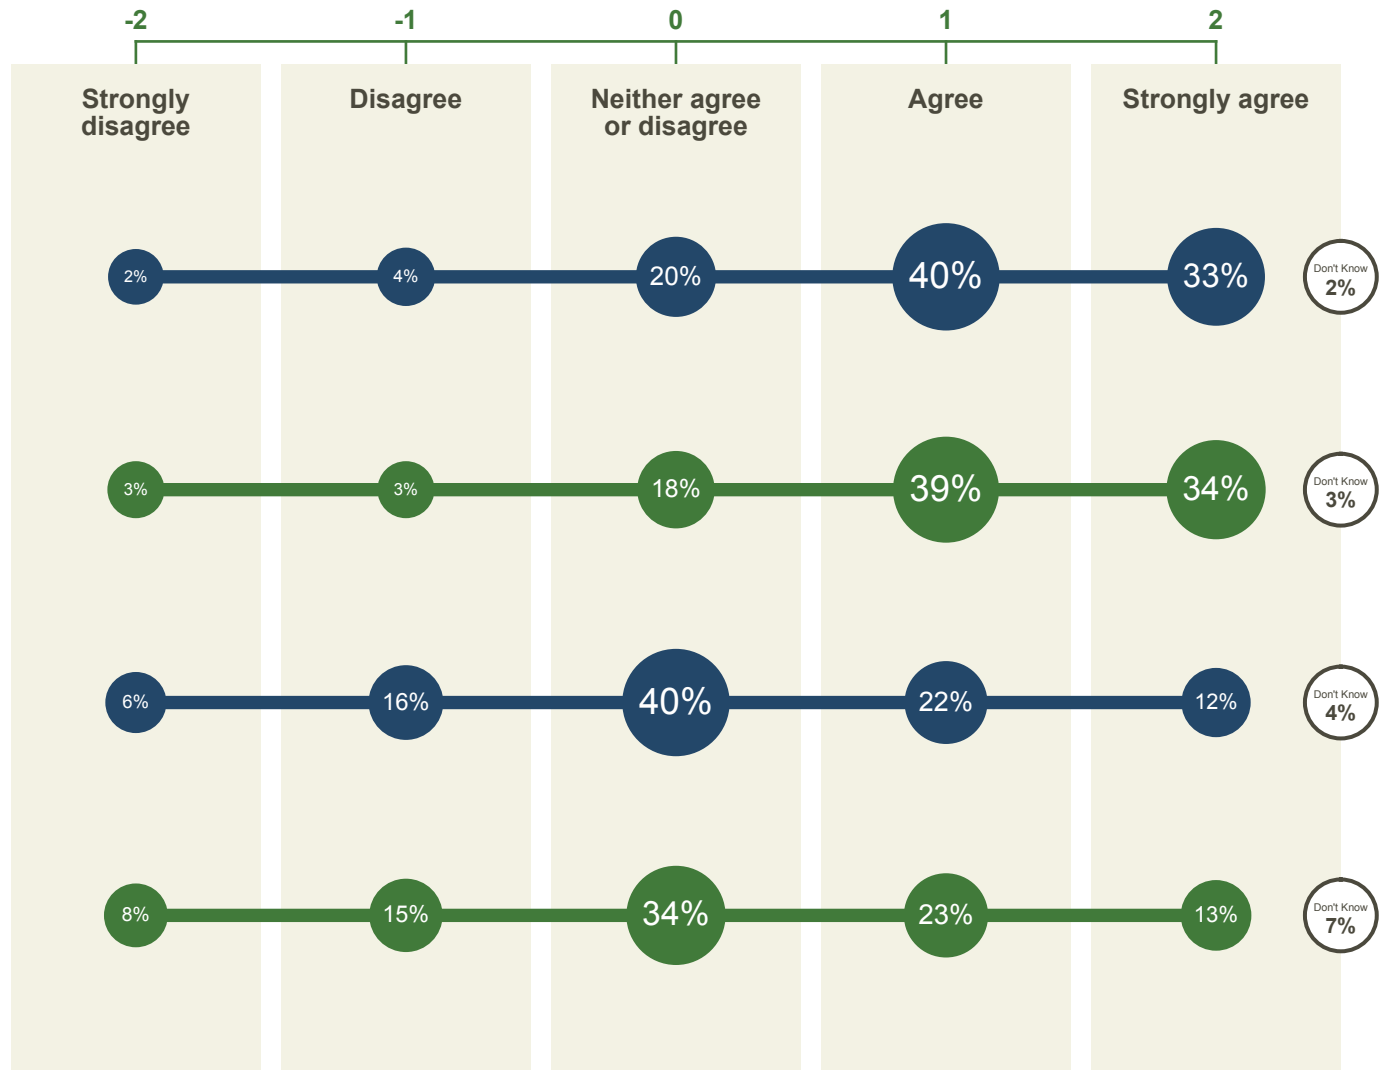 -2 -1 0 1 2
Strongly disagree
Disagree
Neither agree or disagree
Agree
Strongly agree
2% 4% 20% 40% 33% Don't Know 2%
3% 3% 18% 39% 34% Don't Know 3%
6% 16% 40% 22% 12% Don't Know 4%
8% 15% 34% 23% 13% Don't Know 7%